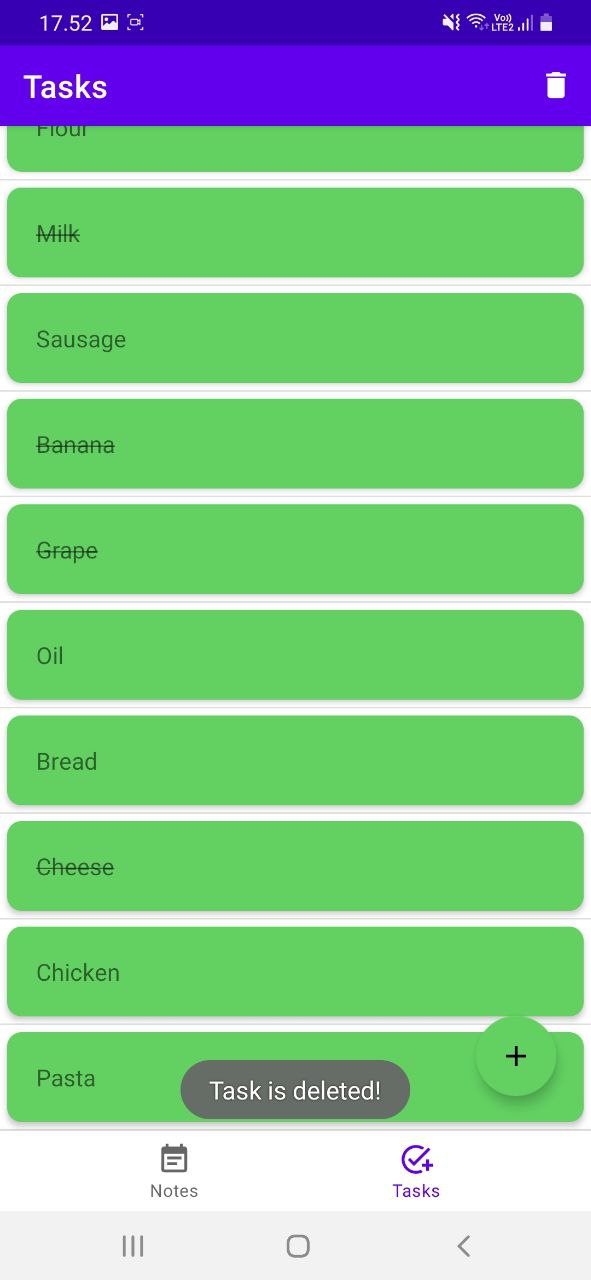 17.52
Vo))
LTE2
Tasks
Flour
Milk
Sausage
Banana
Grape
Oil
Bread
Cheese
Chicken
Pasta
Task is deleted!
Notes
Tasks